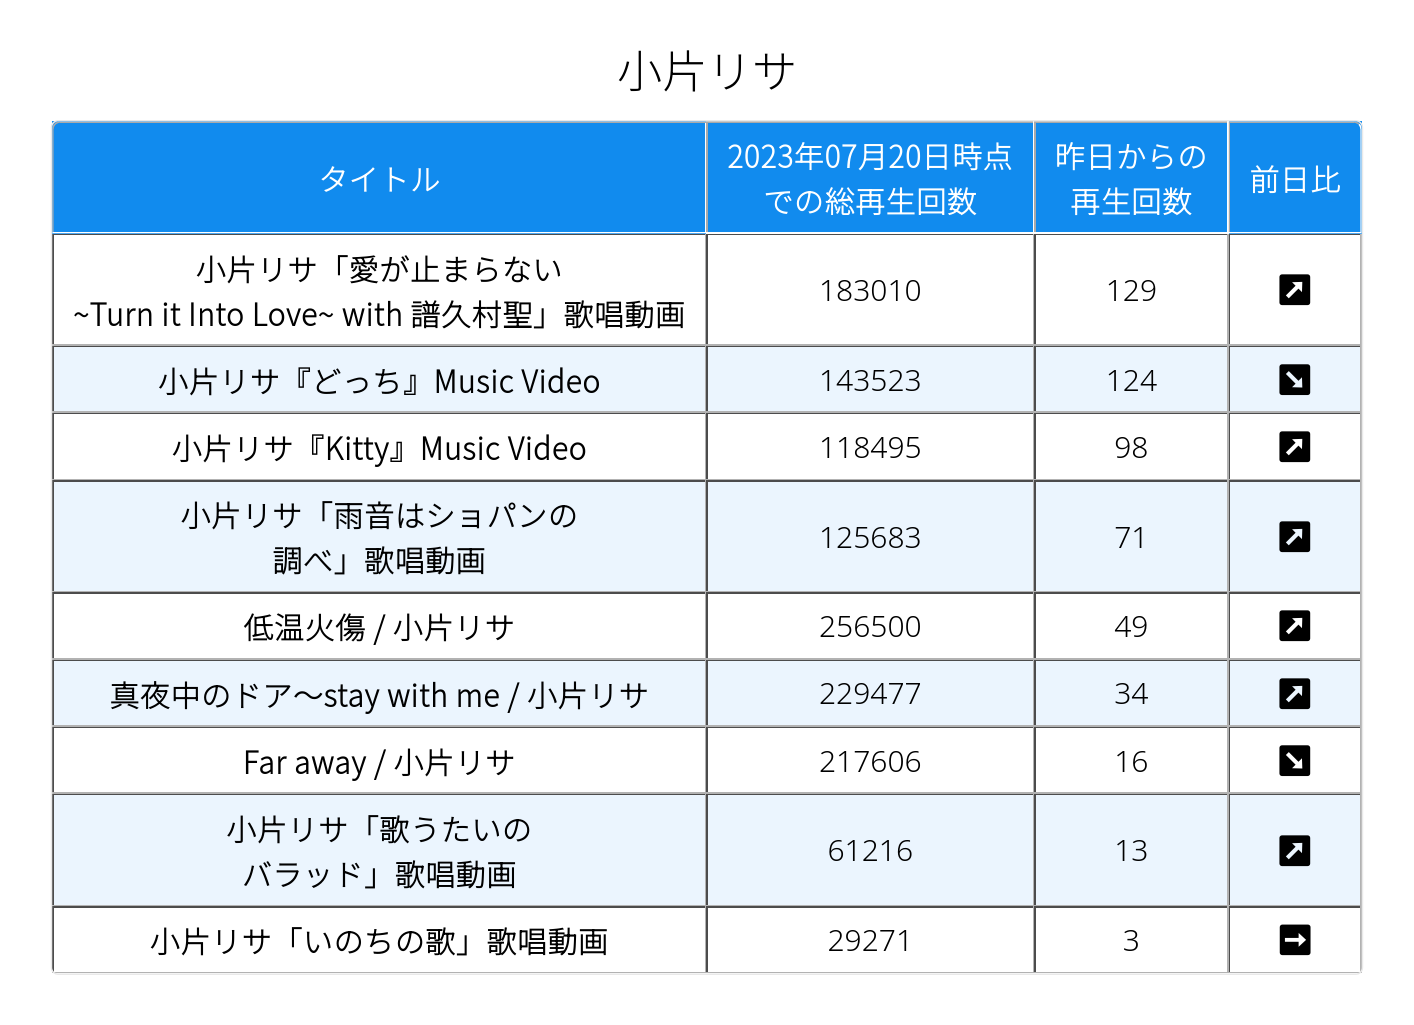 小片リサ
タイトル
2023年07月20日時点
での総再生回数
昨日からの
再生回数
前日比
小片リサ「愛が止まらない
~Turn it Into Love~ with 譜久村聖」歌唱動画
183010
129
小片リサ『どっち』Music Video
143523
124
小片リサ『Kitty』Music Video
118495
98
小片リサ「雨音はショパンの
調べ」歌唱動画
125683
71
低温火傷 / 小片リサ
256500
49
真夜中のドア〜stay with me / 小片リサ
229477
34
Far away / 小片リサ
217606
16
小片リサ「歌うたいの
バラッド」歌唱動画
61216
13
小片リサ「いのちの歌」歌唱動画
29271
3